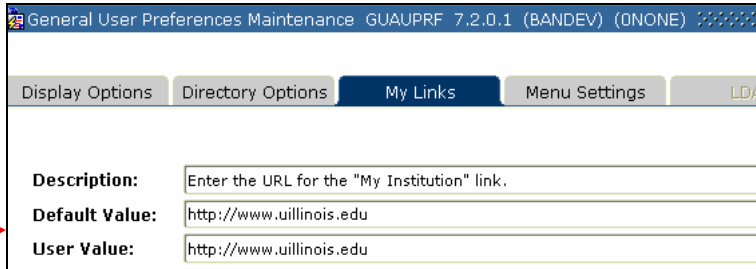 General User Preferences Maintenance GUAUPRF 7.2.0.1 (BANDEV) (0NONE)
Display Options Directory Options My Links Menu Settings LDA
Description: Enter the URL for the "My Institution" link.
Default Value: http://www.uillinois.edu
User Value: http://www.uillinois.edu